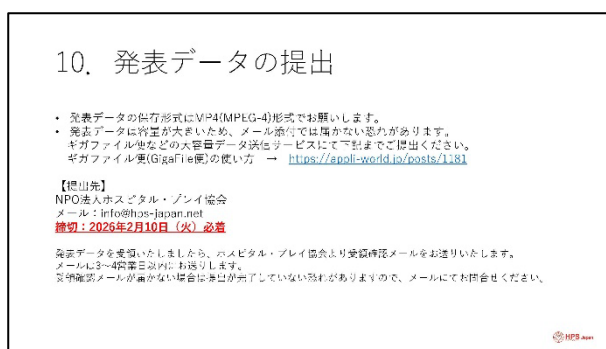 10. 発表データの提出
• 発表データの保存形式はMP4(MPEG-4)形式でお願いします。
• 発表データは容量が大きいため、メール添付では届かない恐れがあります。
ギガファイル便などの大容量データ送信サービスにて下記までご提出ください。
ギガファイル便(GigaFile便)の使い方 → https://appli-world.jp/posts/1181
【提出先】
NPO法人ホスピタル・プレイ協会
メール：info@hps-japan.net
締切：2026年2月10日（火）必着
発表データを受領いたしましたら、ホスピタル・プレイ協会より受領確認メールをお送りいたします。
メールは3～4営業日以内にお送りします。
受領確認メールが届かない場合は提出が完了していない恐れがありますので、メールにてお問合せください。
HPS Japan